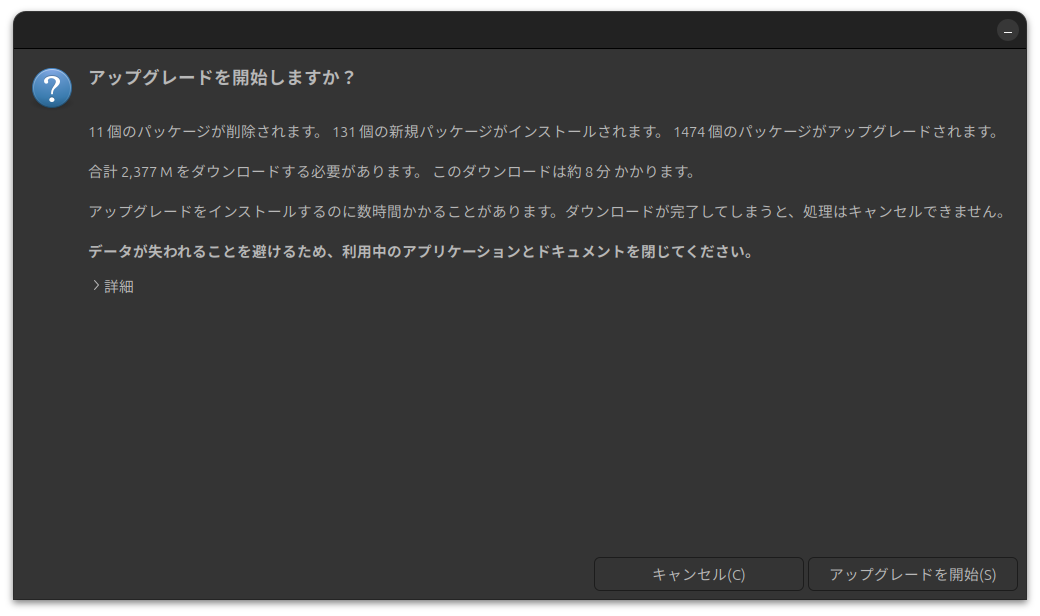 アップグレードを開始しますか？
11 個のパッケージが削除されます。 131 個の新規パッケージがインストールされます。 1474 個のパッケージがアップグレードされます。
合計 2,377 M をダウンロードする必要があります。 このダウンロードは約 8 分 かかります。
アップグレードをインストールするのに数時間かかることがあります。ダウンロードが完了してしまうと、処理はキャンセルできません。
データが失われることを避けるため、利用中のアプリケーションとドキュメントを閉じてください。
詳細
キャンセル(C)
アップグレードを開始(S)